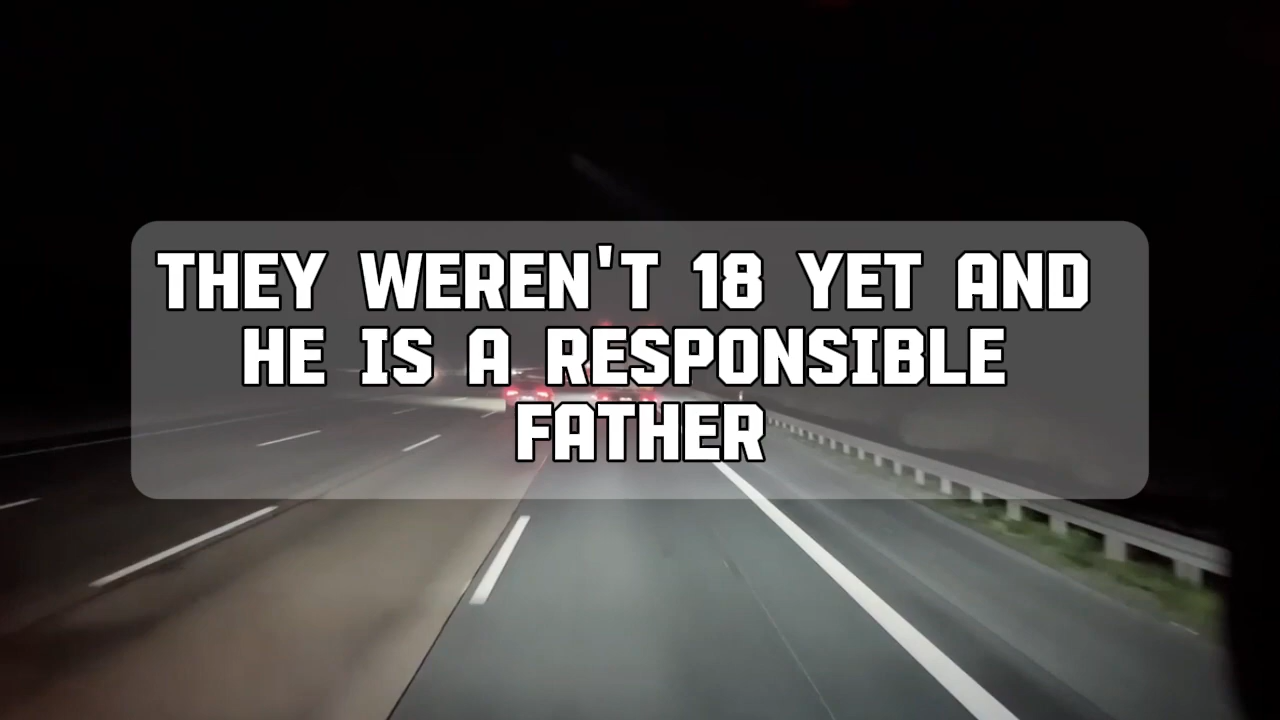 THEY WEREN'T 18 YET AND
HE IS A RESPONSIBLE
FATHER